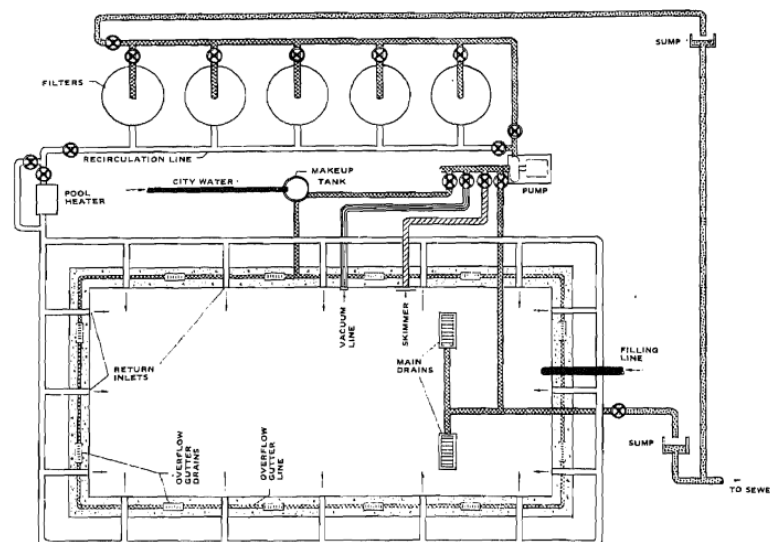 SUMP
FILTERS
RECIRCULATION LINE
MAKEUP
TANK
CITY WATER
PUMP
POOL
HEATER
VACUUM
LINE
SKIMMER
FILLING
LINE
MAIN
DRAINS
RETURN
INLETS
OVERFLOW
GUTTER
DRAINS
OVERFLOW
GUTTER
LINE
SUMP
TO SEWE